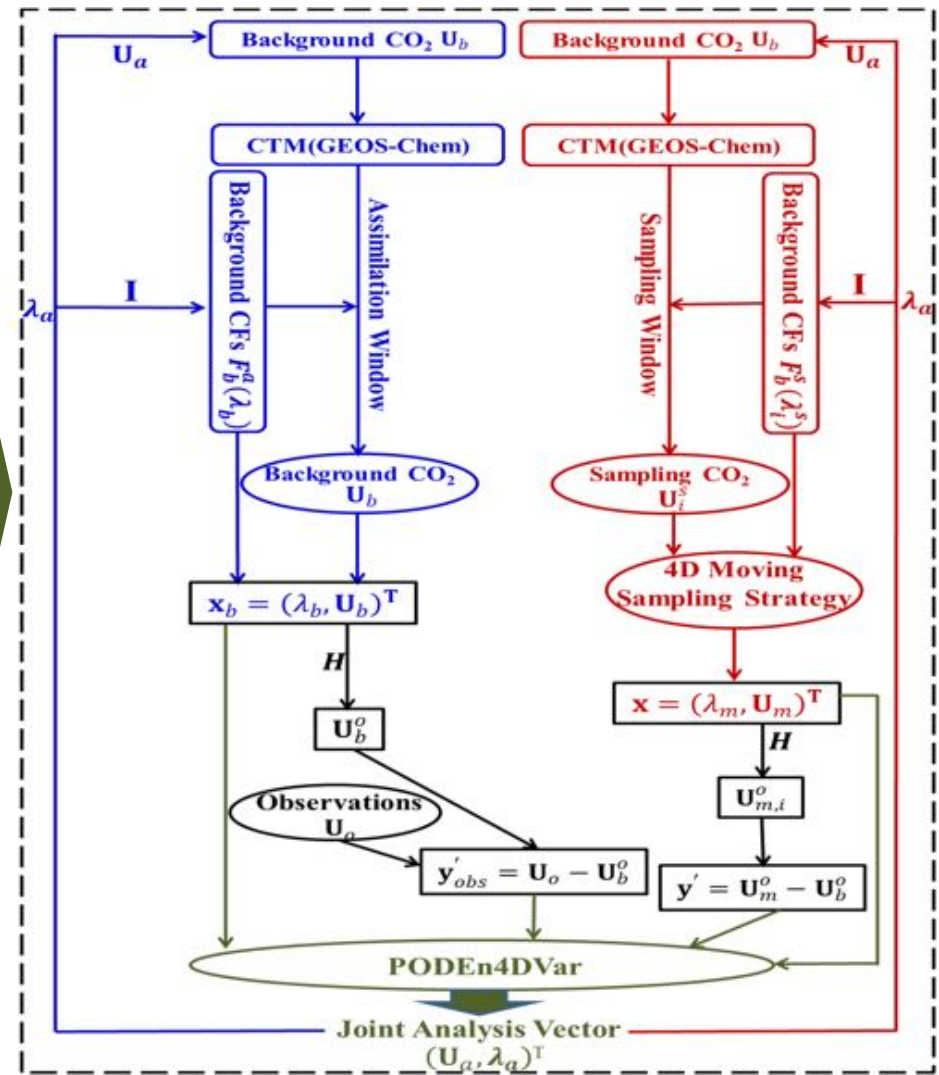 Background CO₂ U_b
U_a
CTM(GEOS-Chem)
Background CFs F_b^a(λ_b)
Assimilation Window
I
λ_a
Background CO₂
U_b
x_b = (λ_b, U_b)^T
H
U_b^o
Observations
U_o
y'_obs = U_o − U_b^o
Background CO₂ U_b
U_a
CTM(GEOS-Chem)
Sampling Window
Background CFs F_b^s(λ_i^s)
I
λ_a
Sampling CO₂
U_i^s
4D Moving
Sampling Strategy
x = (λ_m, U_m)^T
H
U_{m,i}^o
y' = U_m^o − U_b^o
PODEn4DVar
Joint Analysis Vector
(U_a, λ_a)^T